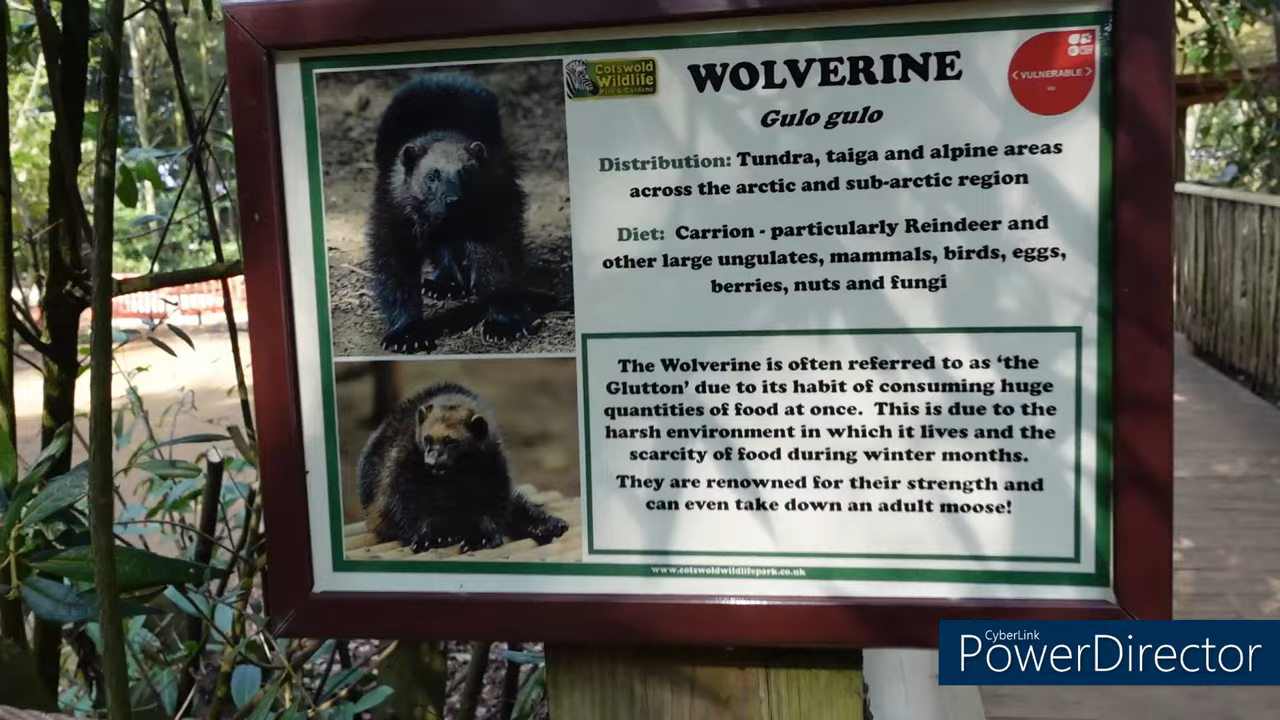 Cotswold
Wildlife
Park & Gardens
WOLVERINE
Gulo gulo
< VULNERABLE >
VU
Distribution: Tundra, taiga and alpine areas
across the arctic and sub-arctic region
Diet: Carrion - particularly Reindeer and
other large ungulates, mammals, birds, eggs,
berries, nuts and fungi
The Wolverine is often referred to as ‘the
Glutton’ due to its habit of consuming huge
quantities of food at once. This is due to the
harsh environment in which it lives and the
scarcity of food during winter months.
They are renowned for their strength and
can even take down an adult moose!
www.cotswoldwildlifepark.co.uk
CyberLink
PowerDirector